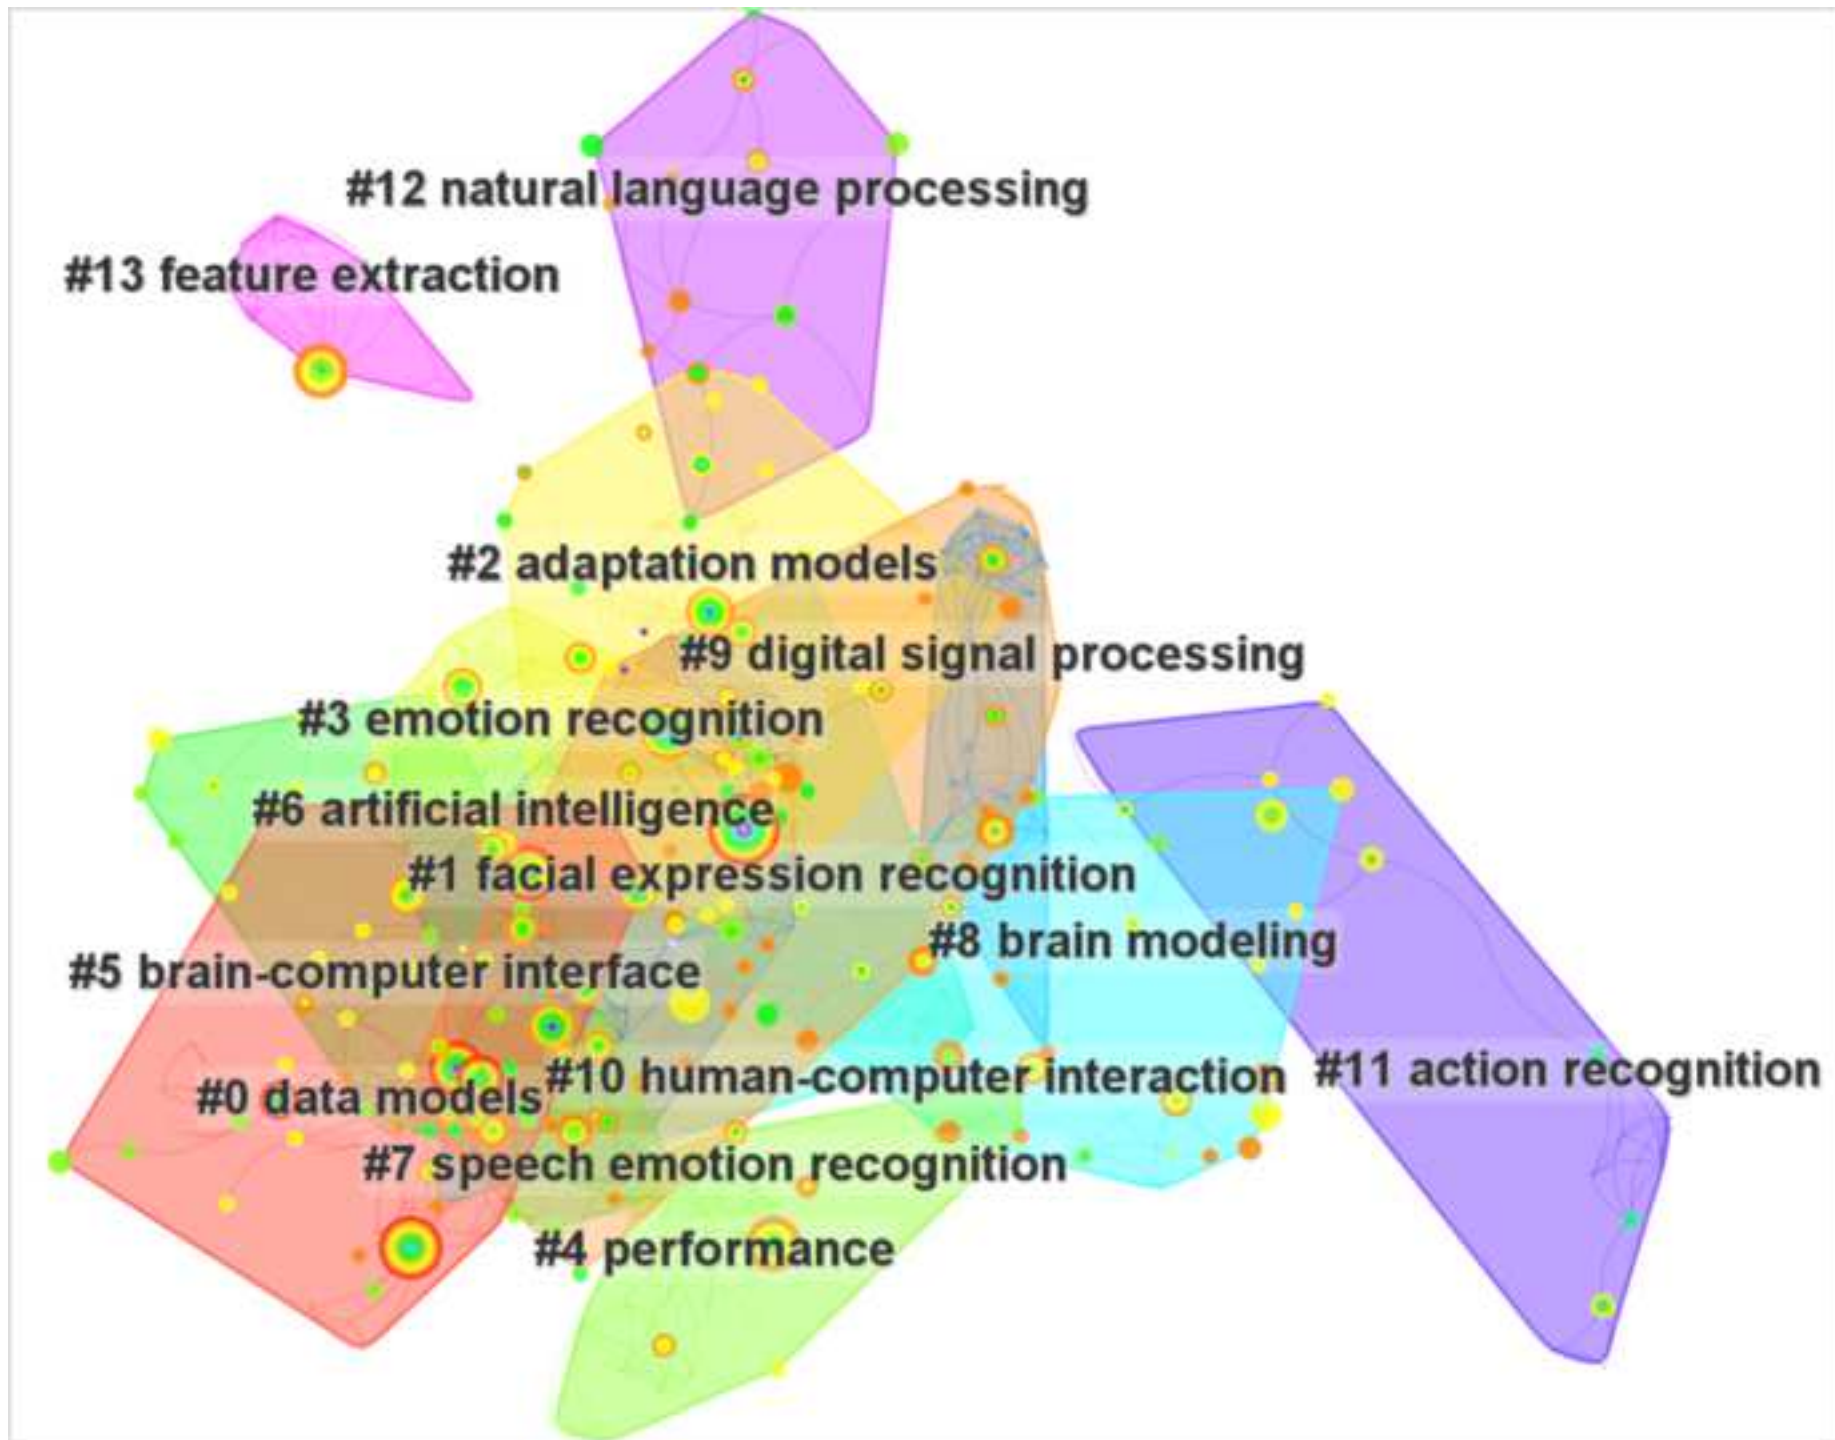 #12 natural language processing
#13 feature extraction
#2 adaptation models
#9 digital signal processing
#3 emotion recognition
#6 artificial intelligence
#1 facial expression recognition
#8 brain modeling
#5 brain-computer interface
#11 action recognition
#10 human-computer interaction
#0 data models
#7 speech emotion recognition
#4 performance